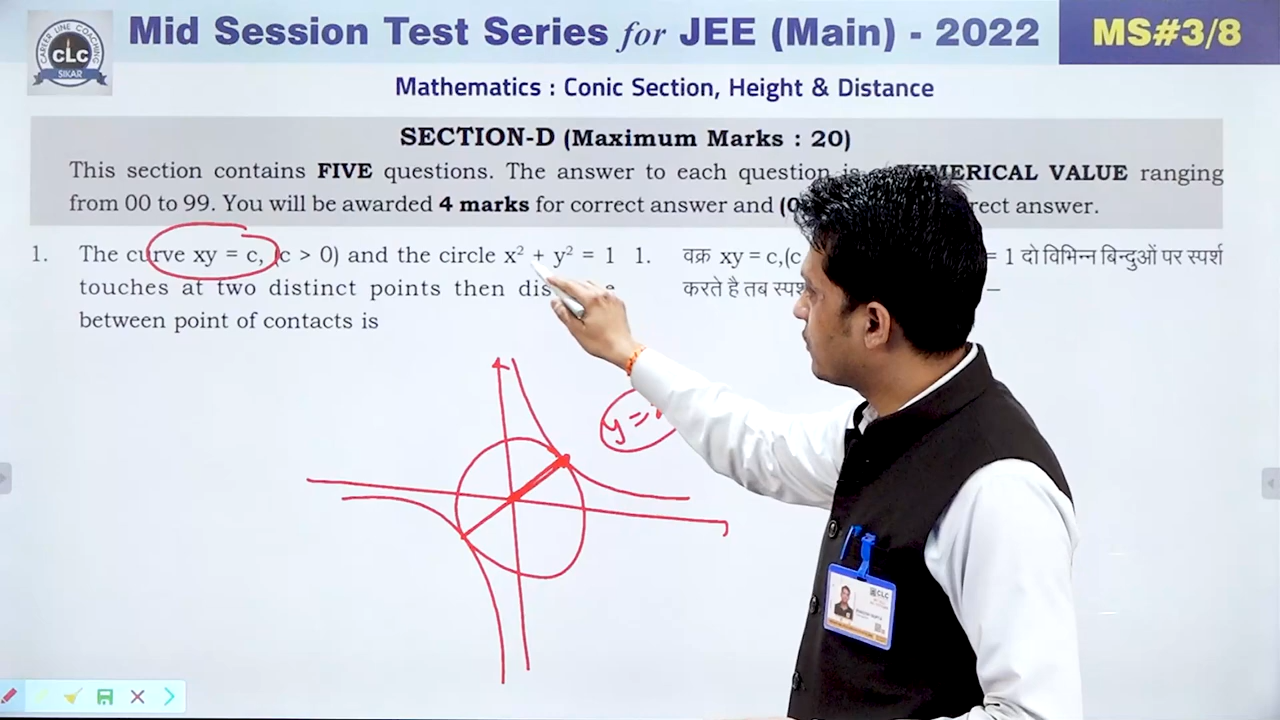 CAREER LINE COACHING
CLC
SIKAR
Mid Session Test Series for JEE (Main) - 2022
MS#3/8
Mathematics : Conic Section, Height & Distance
SECTION-D (Maximum Marks : 20)
This section contains FIVE questions. The answer to each question is NUMERICAL VALUE ranging
from 00 to 99. You will be awarded 4 marks for correct answer and (0 rect answer.
1. The curve xy = c, (c > 0) and the circle x² + y² = 1
touches at two distinct points then dis e
between point of contacts is
1. वक्र xy = c,(c = 1 दो विभिन्न बिन्दुओं पर स्पर्श
करते है तब स्पर्श –
y =
CLC